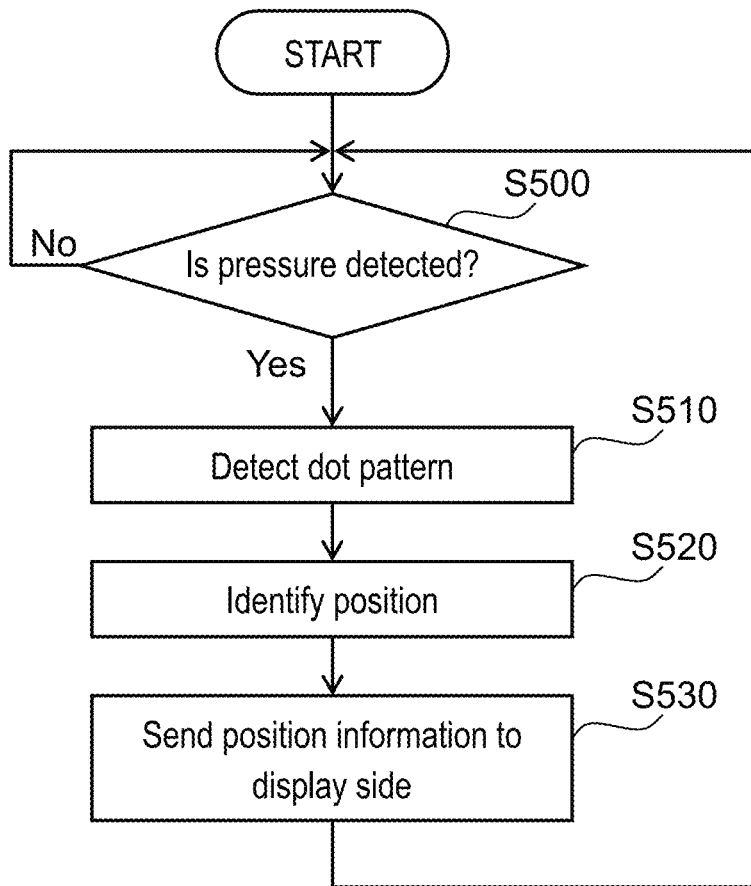 START
S500
No
Is pressure detected?
Yes
S510
Detect dot pattern
S520
Identify position
S530
Send position information to
display side